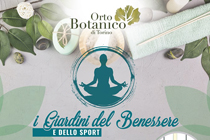 Orto
Botanico
di Torino
i Giardini del Benessere
E DELLO SPORT